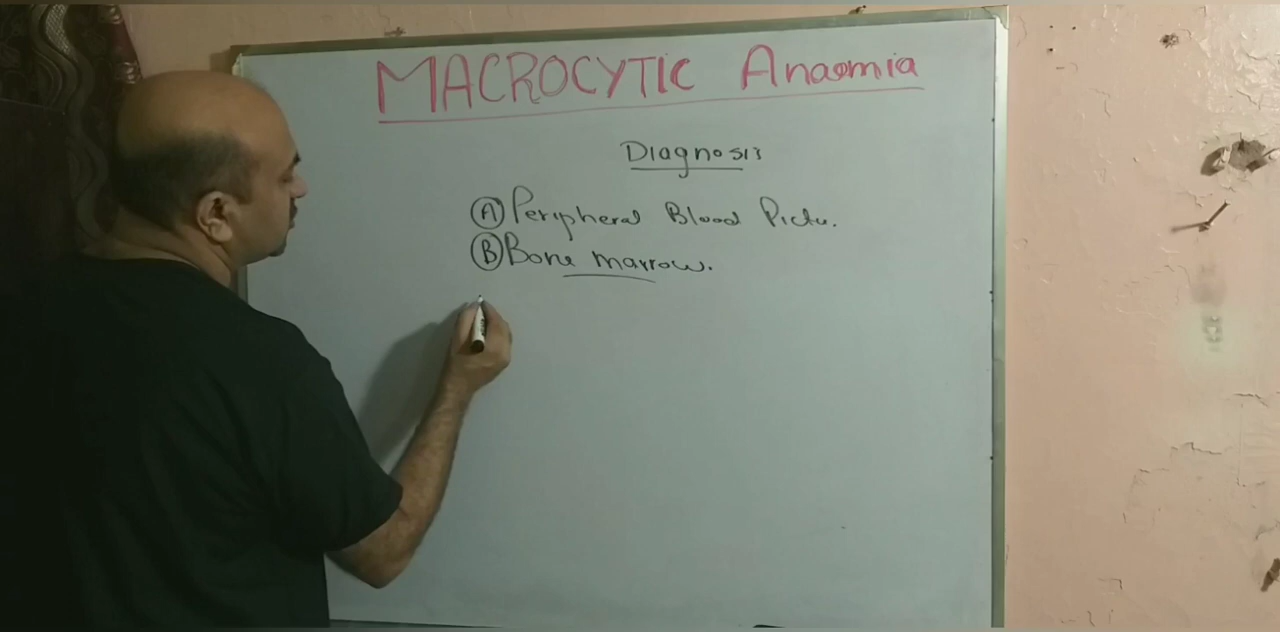 MACROCYTIC Anaemia
Diagnosis
Ⓐ Peripheral Blood Pictu.
Ⓑ Bone marrow.